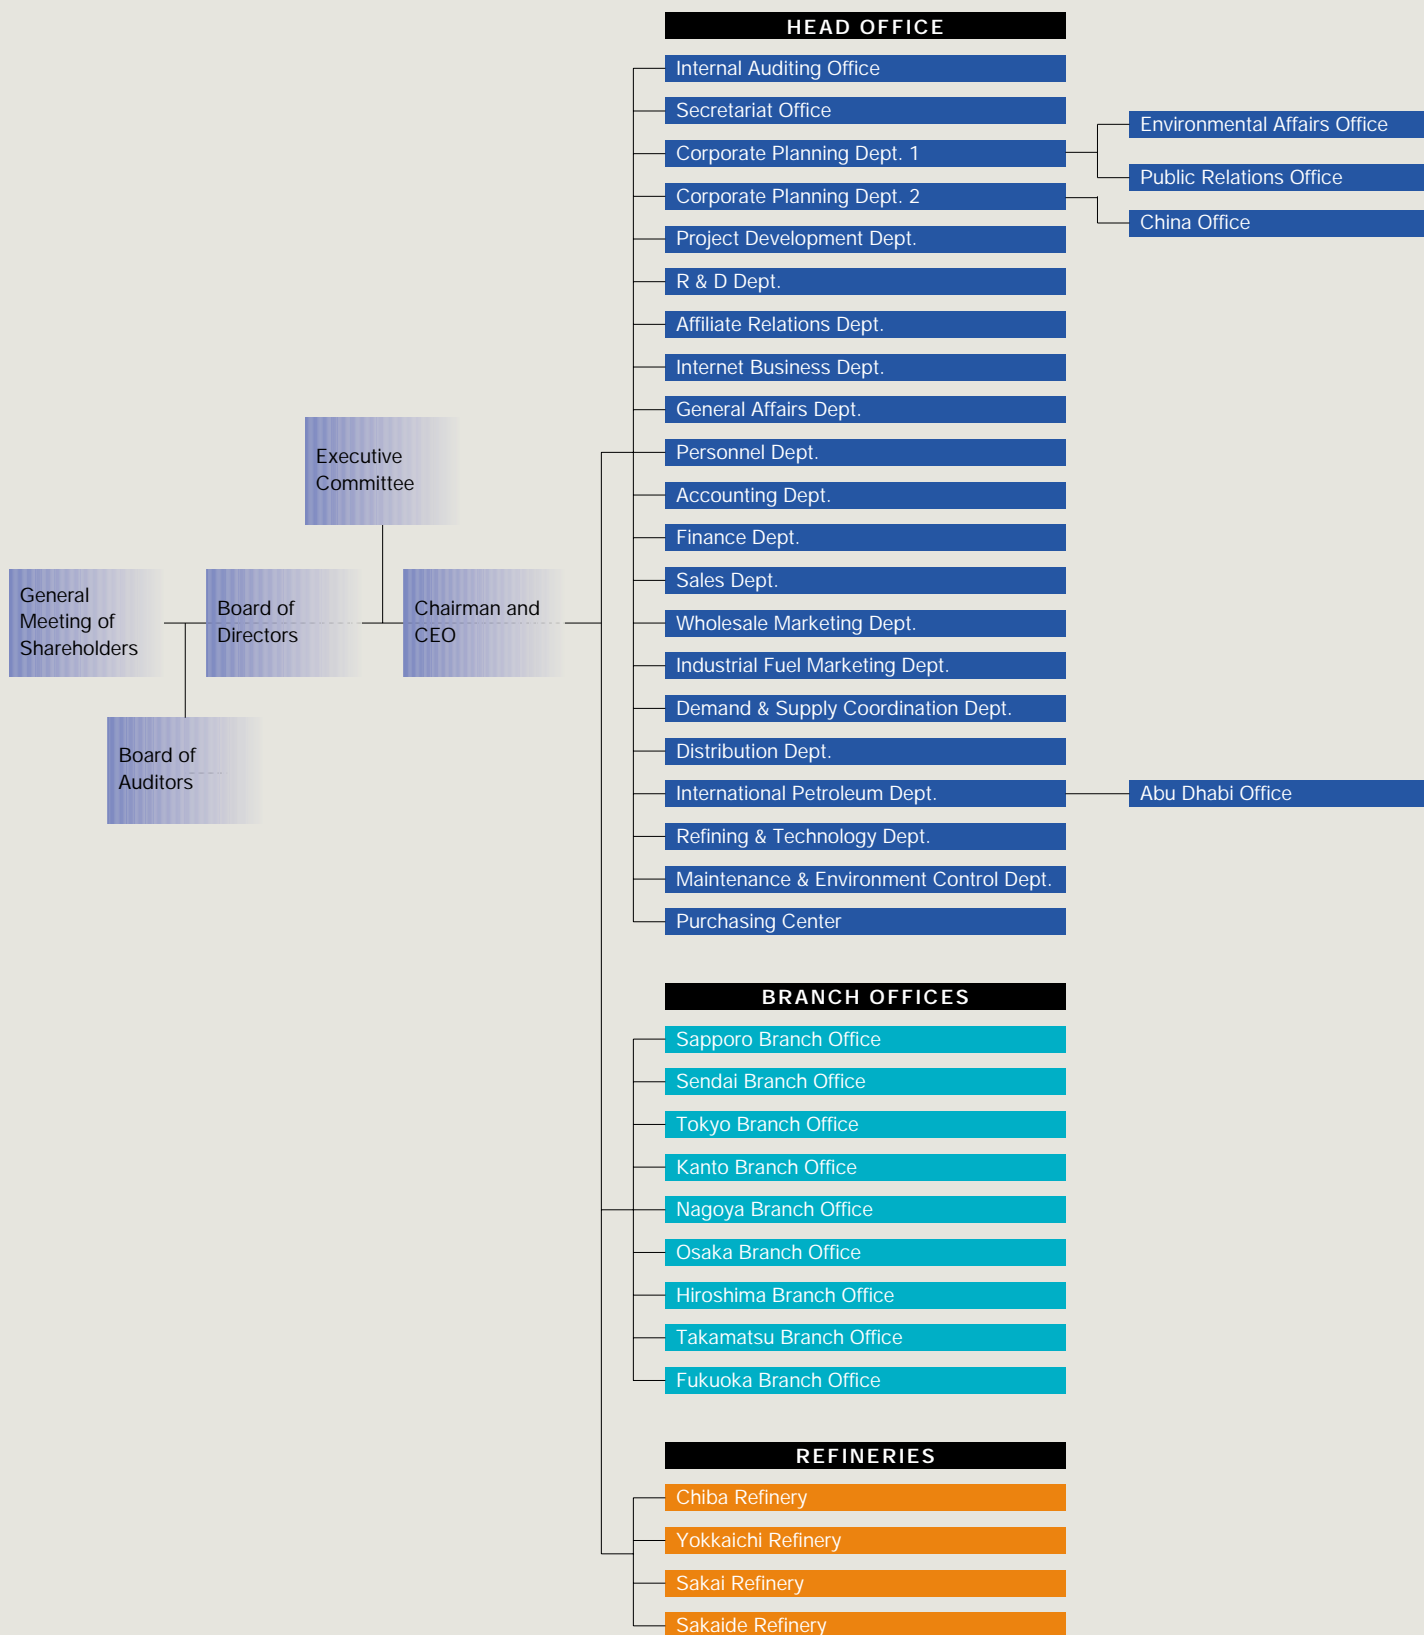 HEAD OFFICE
Internal Auditing Office
Secretariat Office
Environmental Affairs Office
Corporate Planning Dept. 1
Public Relations Office
Corporate Planning Dept. 2
China Office
Project Development Dept.
R & D Dept.
Affiliate Relations Dept.
Internet Business Dept.
General Affairs Dept.
Executive
Committee
Personnel Dept.
Accounting Dept.
Finance Dept.
Sales Dept.
General
Meeting of
Shareholders
Board of
Directors
Chairman and
CEO
Wholesale Marketing Dept.
Industrial Fuel Marketing Dept.
Demand & Supply Coordination Dept.
Board of
Auditors
Distribution Dept.
International Petroleum Dept.
Abu Dhabi Office
Refining & Technology Dept.
Maintenance & Environment Control Dept.
Purchasing Center
BRANCH OFFICES
Sapporo Branch Office
Sendai Branch Office
Tokyo Branch Office
Kanto Branch Office
Nagoya Branch Office
Osaka Branch Office
Hiroshima Branch Office
Takamatsu Branch Office
Fukuoka Branch Office
REFINERIES
Chiba Refinery
Yokkaichi Refinery
Sakai Refinery
Sakaide Refinery